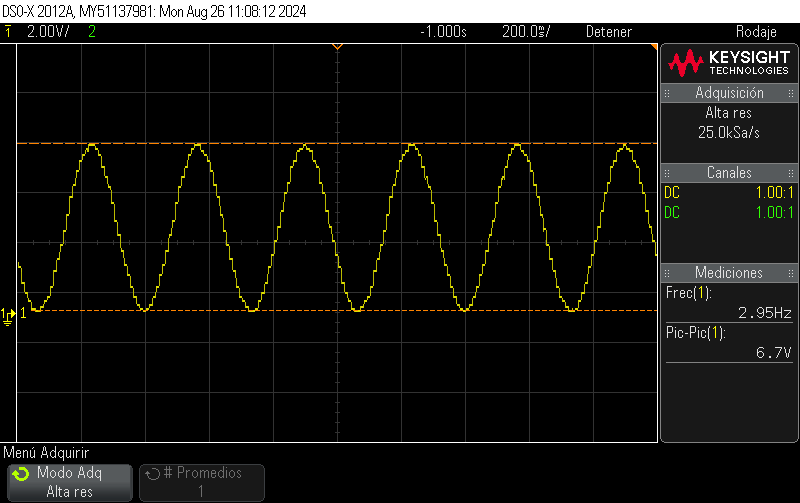 DSO-X 2012A, MY51137981: Mon Aug 26 11:08:12 2024
1 2.00V/ 2 -1.000s 200.0ms/ Detener Rodaje
KEYSIGHT
TECHNOLOGIES
Adquisición
Alta res
25.0kSa/s
Canales
DC 1.00:1
DC 1.00:1
Mediciones
Frec(1):
2.95Hz
Pic-Pic(1):
6.7V
1 1
Menú Adquirir
Modo Adq
Alta res
# Promedios
1